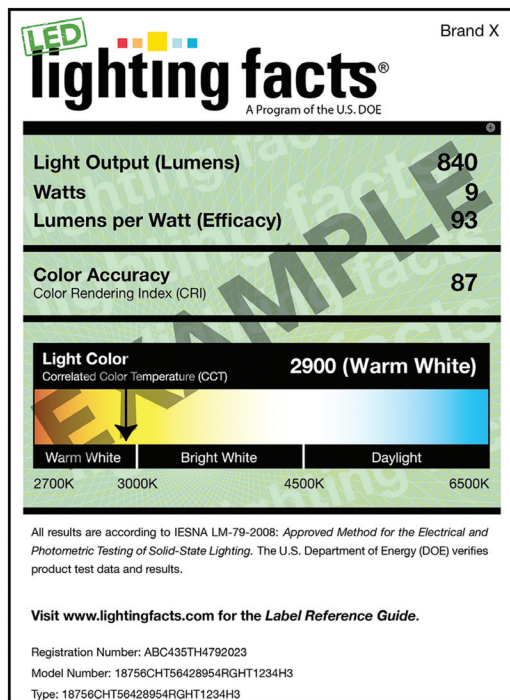 Brand X
LED
lighting facts®
A Program of the U.S. DOE
Light Output (Lumens) 840
Watts 9
Lumens per Watt (Efficacy) 93
Color Accuracy
Color Rendering Index (CRI) 87
Light Color
Correlated Color Temperature (CCT) 2900 (Warm White)
Warm White Bright White Daylight
2700K 3000K 4500K 6500K
EXAMPLE
All results are according to IESNA LM-79-2008: Approved Method for the Electrical and
Photometric Testing of Solid-State Lighting. The U.S. Department of Energy (DOE) verifies
product test data and results.
Visit www.lightingfacts.com for the Label Reference Guide.
Registration Number: ABC435TH4792023
Model Number: 18756CHT56428954RGHT1234H3
Type: 18756CHT56428954RGHT1234H3